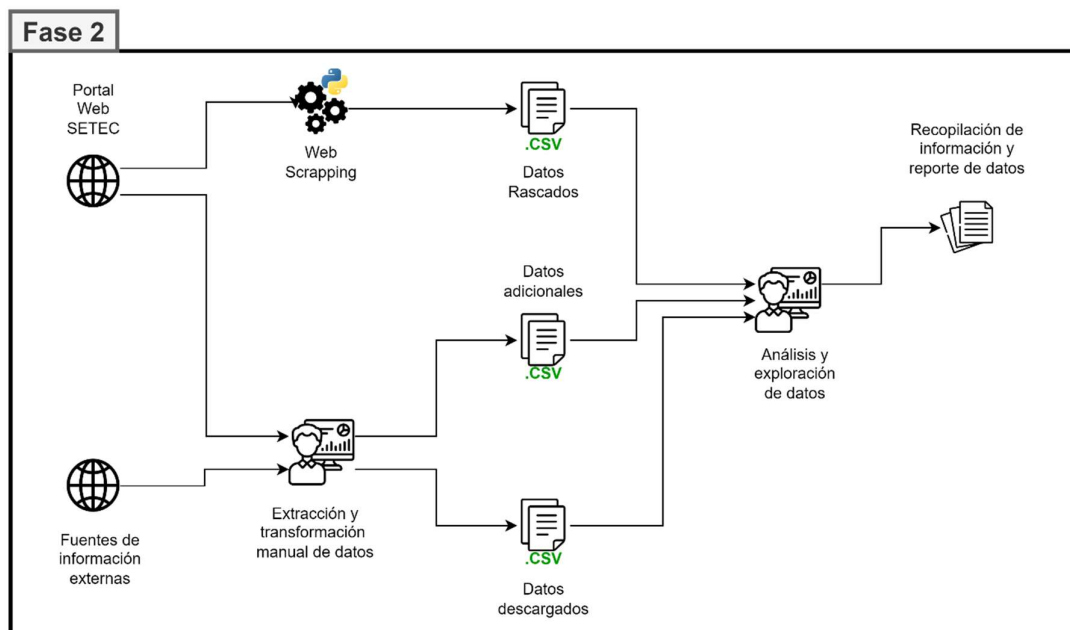 Fase 2
Portal
Web
SETEC
Web
Scrapping
.CSV
Datos
Rascados
Recopilación de
información y
reporte de datos
Datos
adicionales
.CSV
Análisis y
exploración
de datos
Extracción y
transformación
manual de datos
Fuentes de
información
externas
.CSV
Datos
descargados